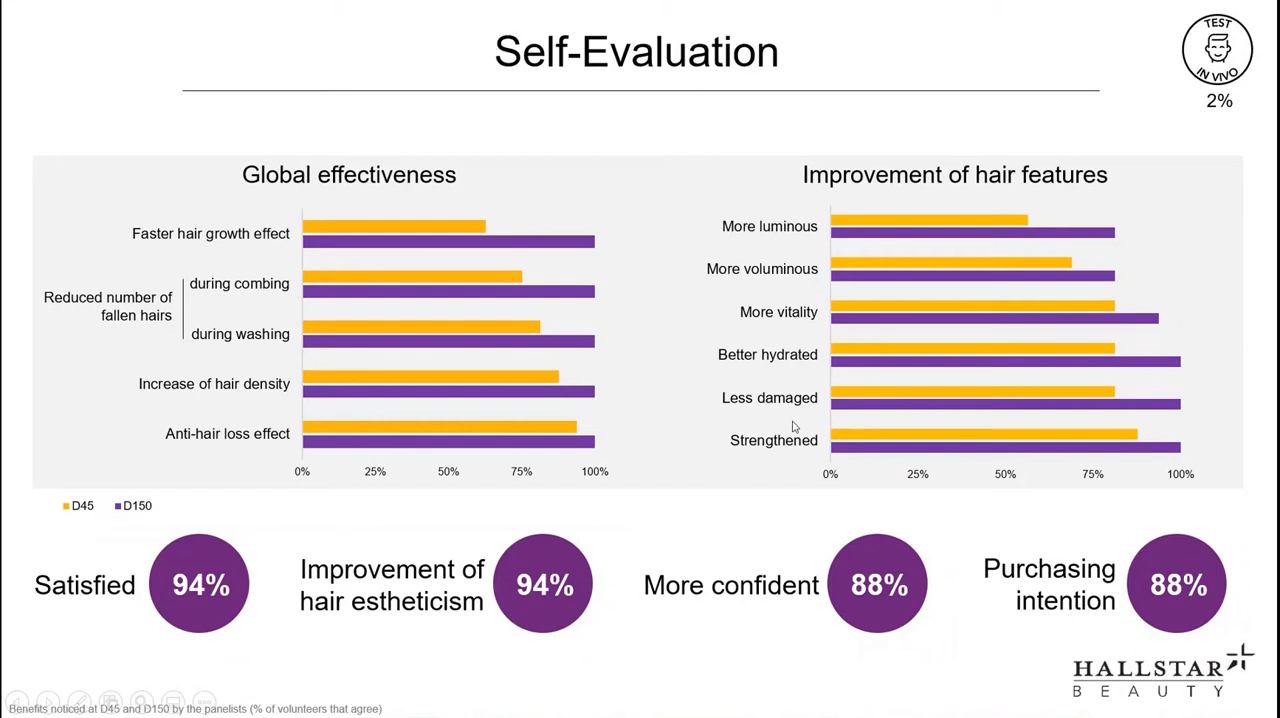 Self-Evaluation
TEST
IN VIVO
2%
Global effectiveness
Faster hair growth effect
Reduced number of
fallen hairs
during combing
during washing
Increase of hair density
Anti-hair loss effect
0% 25% 50% 75% 100%
D45 D150
Improvement of hair features
More luminous
More voluminous
More vitality
Better hydrated
Less damaged
Strengthened
0% 25% 50% 75% 100%
Satisfied
94%
Improvement of
hair estheticism
94%
More confident
88%
Purchasing
intention
88%
HALLSTAR
BEAUTY
Benefits noticed at D45 and D150 by the panelists (% of volunteers that agree)